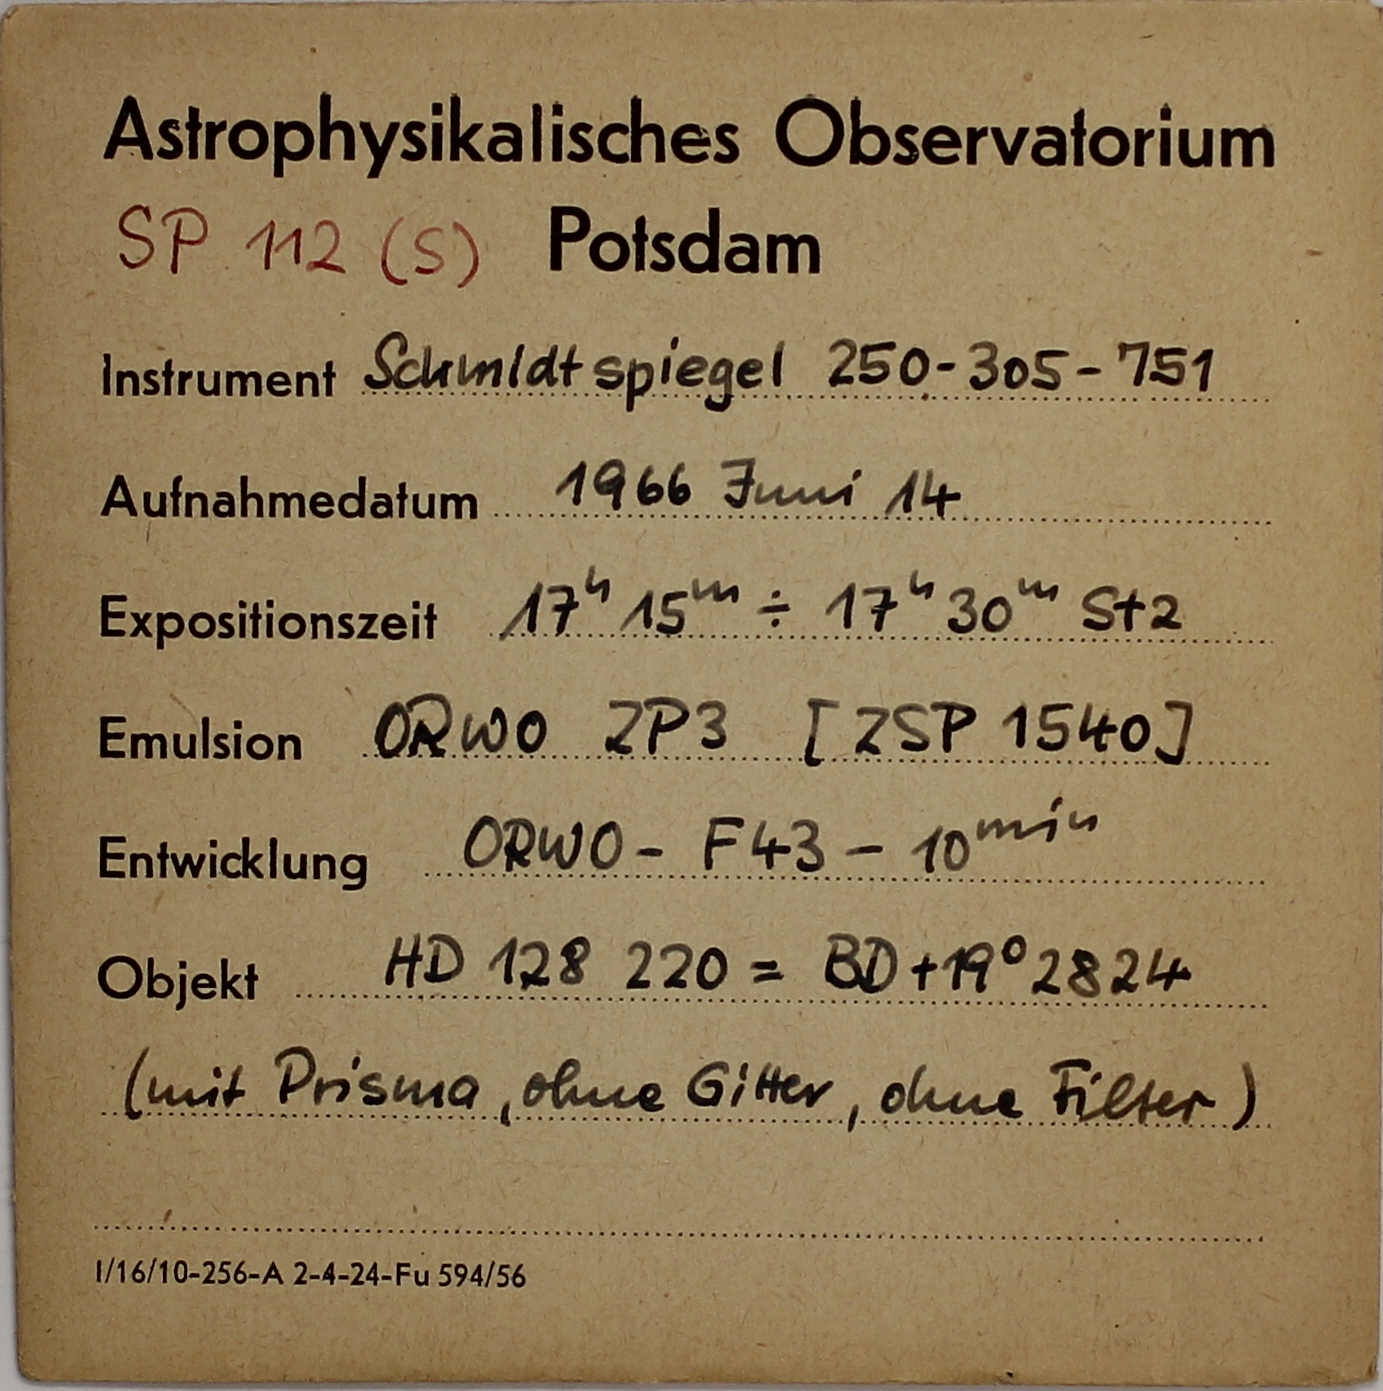 Astrophysikalisches Observatorium
SP 112 (S) Potsdam
Instrument Schmidtspiegel 250-305-751
Aufnahmedatum 1966 Juni 14
Expositionszeit 17h 15m ÷ 17h 30m Stz
Emulsion ORWO ZP3 [ZSP 1540]
Entwicklung ORWO - F43 - 10min
Objekt HD 128 220 = BD+19° 2824
(mit Prisma, ohne Gitter, ohne Filter)
I/16/10-256-A 2-4-24-Fu 594/56